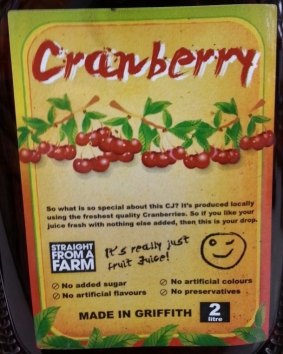 Cranberry
So what is so special about this CJ? It's produced locally
using the freshest quality Cranberries. So if you like your
juice fresh with nothing else added, then this is your drop.
STRAIGHT
FROM A
FARM
It's really just
fruit Juice!
No added sugar
No artificial colours
No artificial flavours
No preservatives
MADE IN GRIFFITH
2
litre